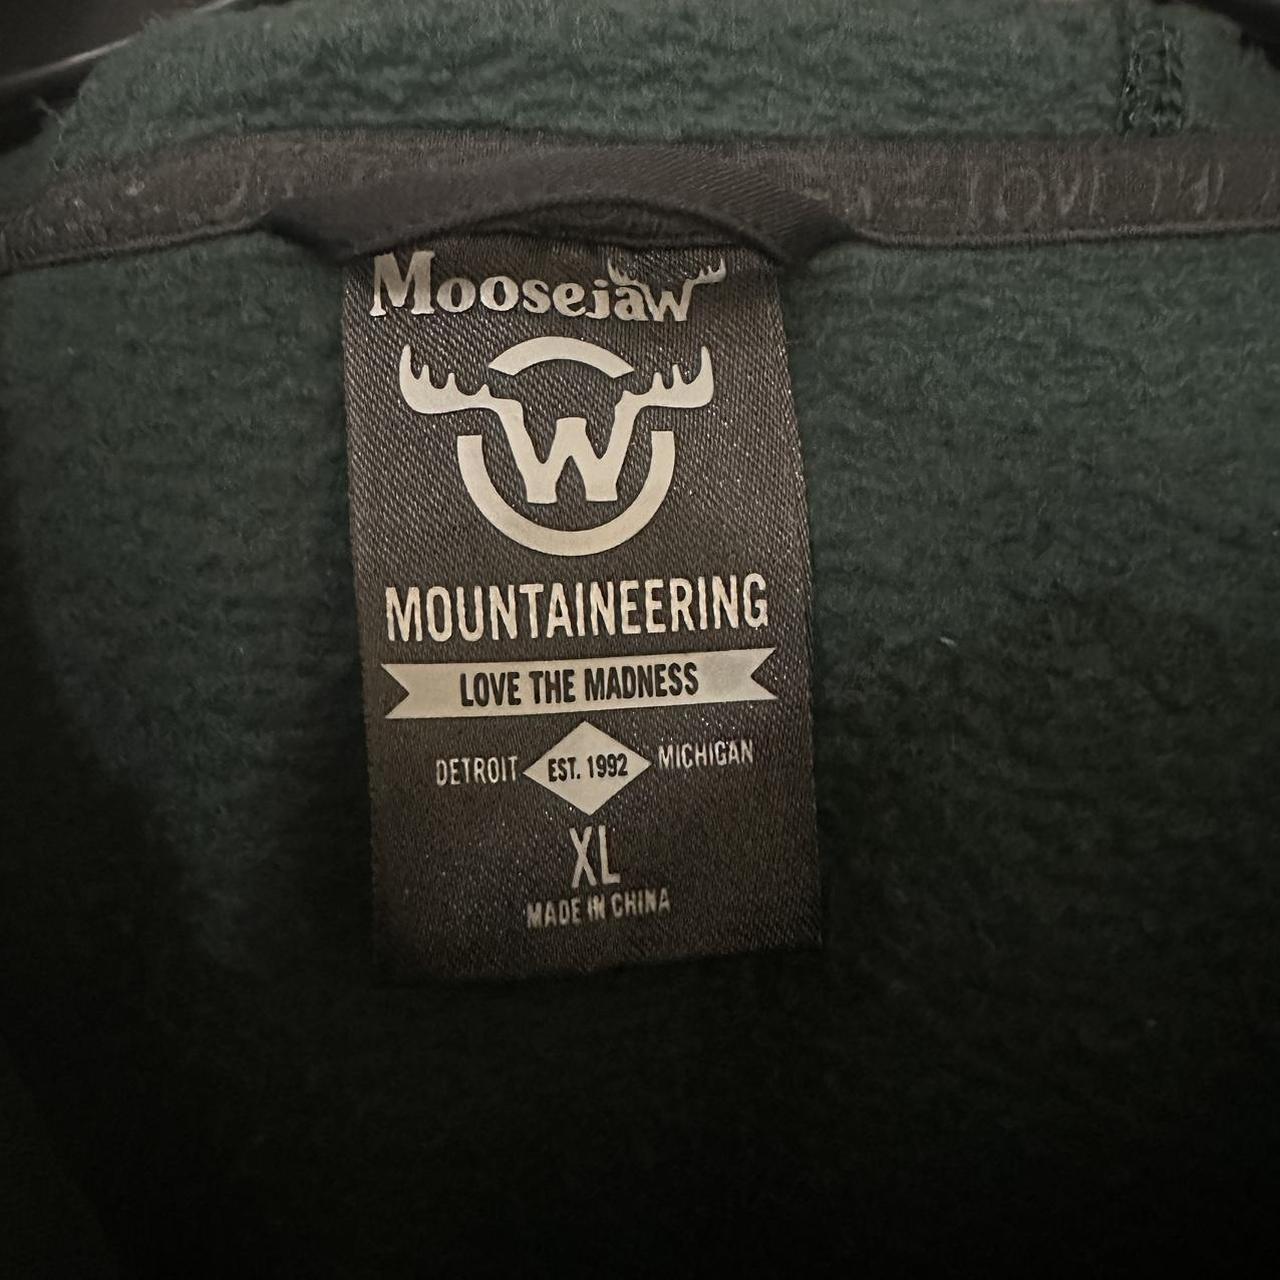 Moosejaw
W
MOUNTAINEERING
LOVE THE MADNESS
DETROIT EST. 1992 MICHIGAN
XL
MADE IN CHINA